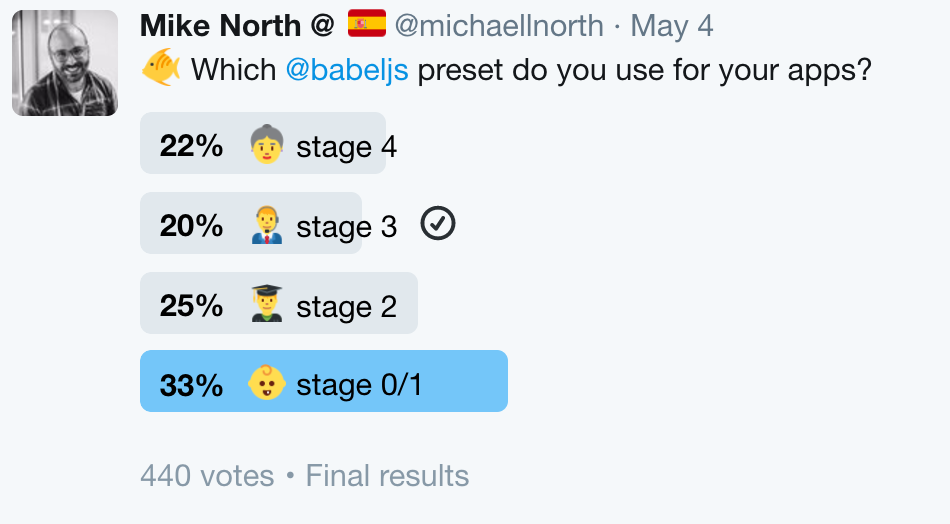 Mike North @ 🇪🇸 @michaellnorth · May 4
🐠 Which @babeljs preset do you use for your apps?
22% 👵 stage 4
20% 👨‍💼 stage 3
25% 👨‍🎓 stage 2
33% 👶 stage 0/1
440 votes • Final results